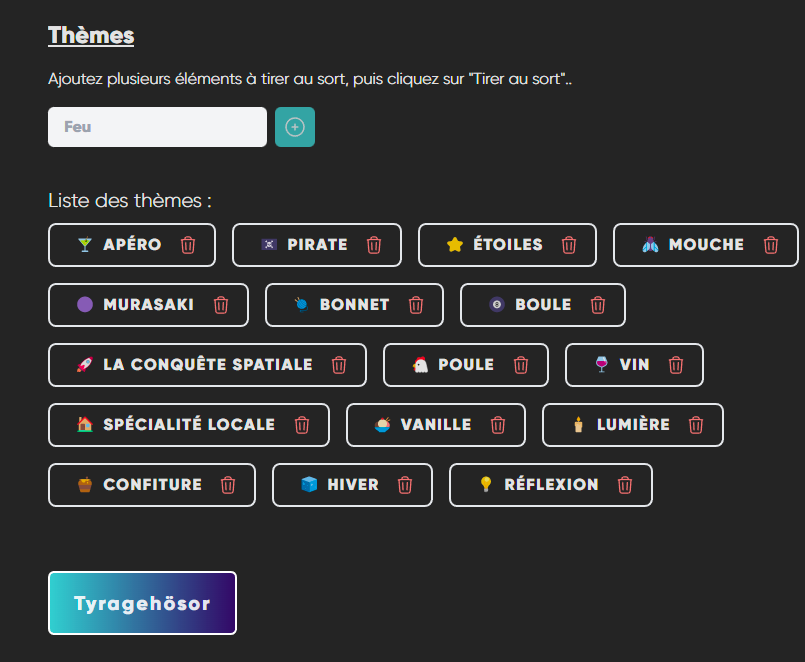 Thèmes
Ajoutez plusieurs éléments à tirer au sort, puis cliquez sur "Tirer au sort"..
Feu
Liste des thèmes :
APÉRO PIRATE ÉTOILES MOUCHE
MURASAKI BONNET BOULE
LA CONQUÊTE SPATIALE POULE VIN
SPÉCIALITÉ LOCALE VANILLE LUMIÈRE
CONFITURE HIVER RÉFLEXION
Tyragehösor